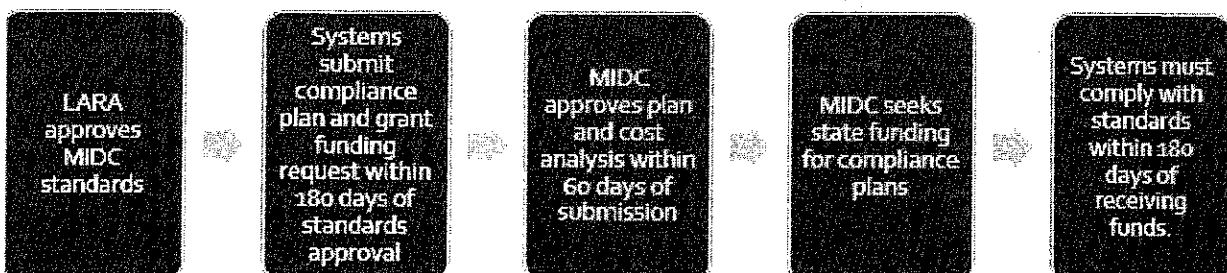 LARA
approves
MIDC
standards
Systems
submit
compliance
plan and grant
funding
request within
180 days of
standards
approval
MIDC
approves plan
and cost
analysis within
60 days of
submission
MIDC seeks
state funding
for compliance
plans
Systems must
comply with
standards
within 180
days of
receiving
funds.